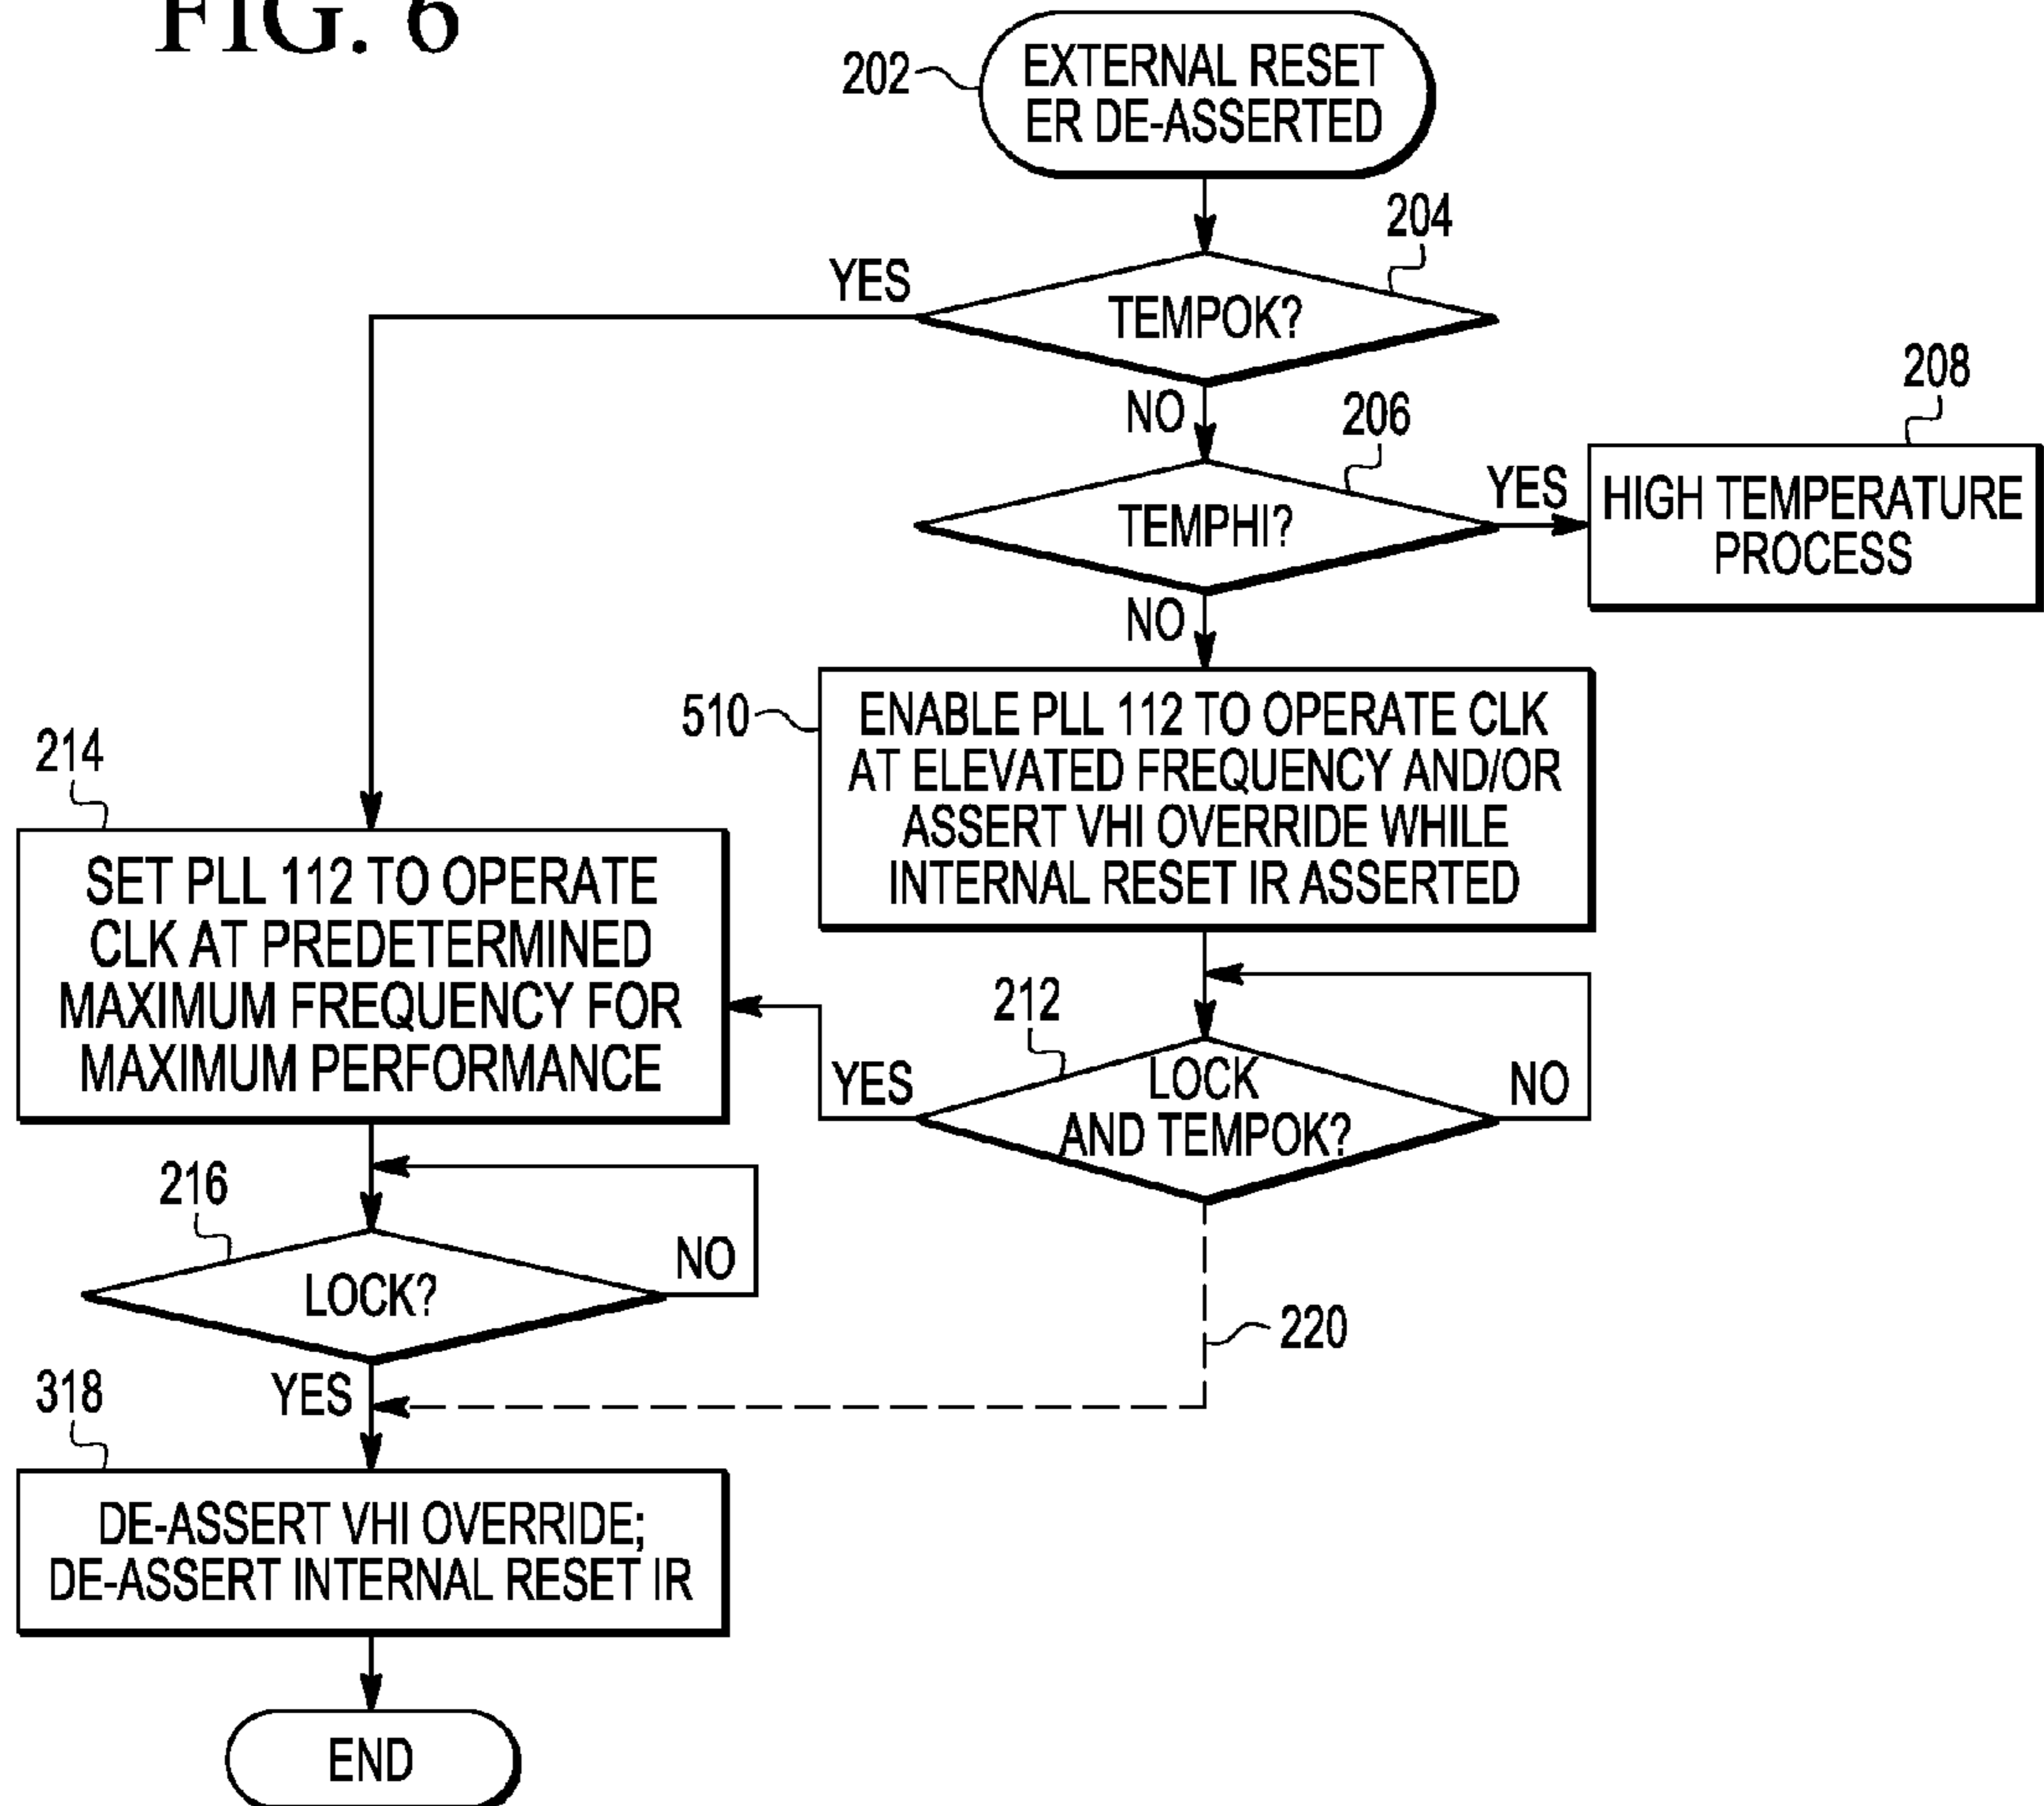 FIG. 6
202
EXTERNAL RESET
ER DE-ASSERTED
204
YES
TEMPOK?
NO
206
208
TEMPHI?
YES
HIGH TEMPERATURE
PROCESS
NO
510
ENABLE PLL 112 TO OPERATE CLK
AT ELEVATED FREQUENCY AND/OR
ASSERT VHI OVERRIDE WHILE
INTERNAL RESET IR ASSERTED
214
SET PLL 112 TO OPERATE
CLK AT PREDETERMINED
MAXIMUM FREQUENCY FOR
MAXIMUM PERFORMANCE
212
YES
LOCK
AND TEMPOK?
NO
216
LOCK?
NO
YES
220
318
DE-ASSERT VHI OVERRIDE;
DE-ASSERT INTERNAL RESET IR
END